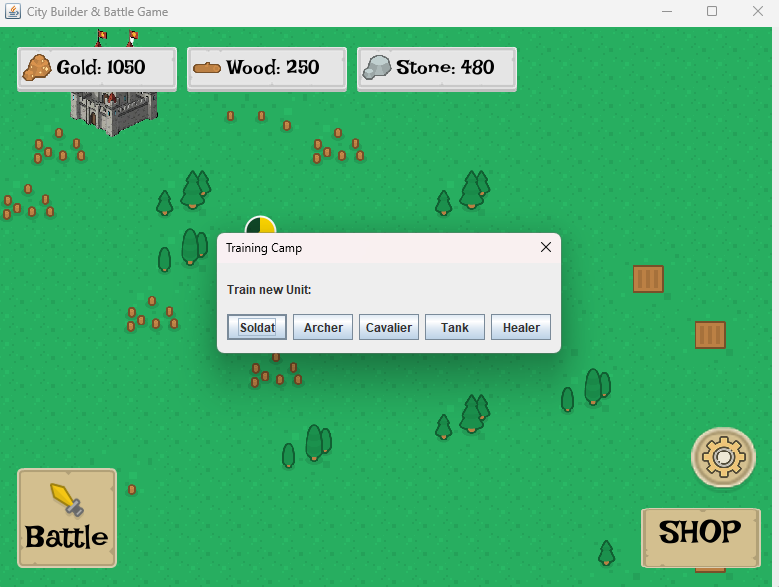 City Builder & Battle Game
Gold: 1050
Wood: 250
Stone: 480
Training Camp
Train new Unit:
Soldat
Archer
Cavalier
Tank
Healer
Battle
SHOP